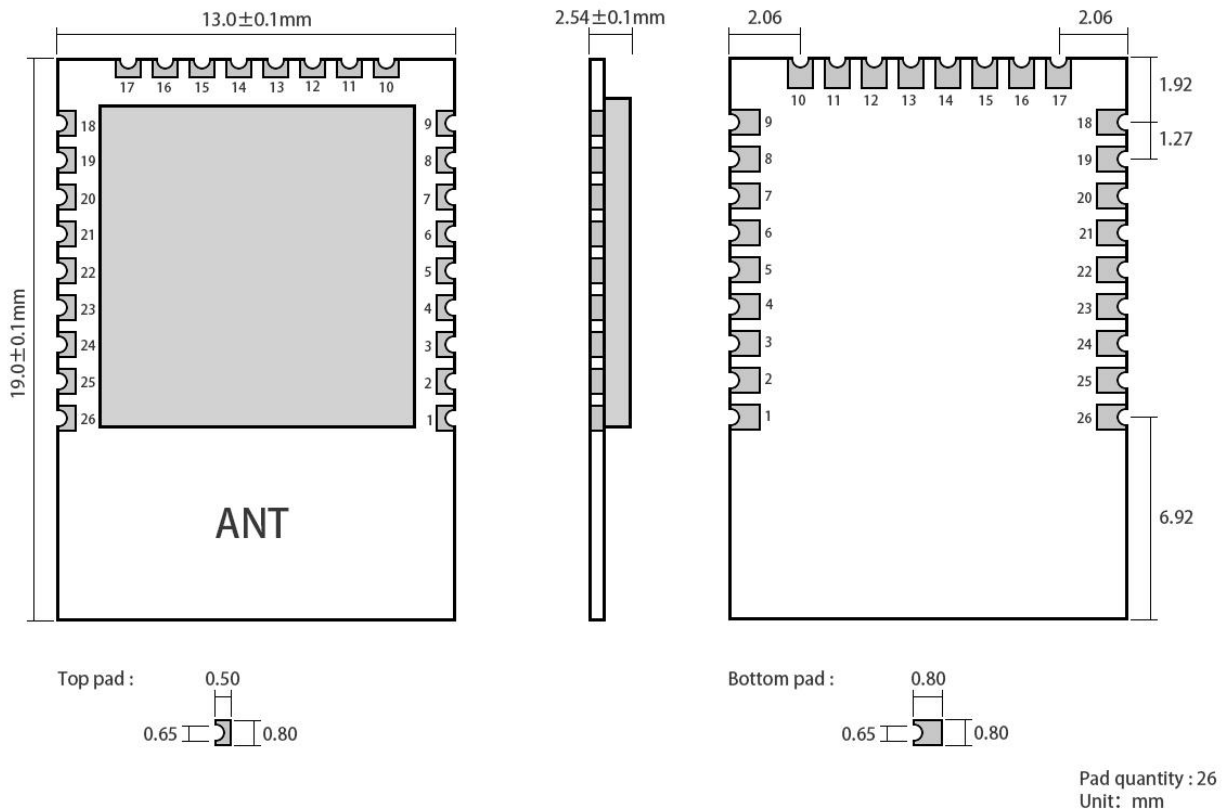 13.0±0.1mm
2.54±0.1mm
2.06
2.06
17 16 15 14 13 12 11 10
10 11 12 13 14 15 16 17
1.92
18 9
9 18
1.27
19 8
8 19
20 7
7 20
21 6
6 21
22 5
5 22
19.0±0.1mm
23 4
4 23
24 3
3 24
25 2
2 25
26 1
1 26
ANT
6.92
Top pad :
0.50
0.65
0.80
Bottom pad :
0.80
0.65
0.80
Pad quantity : 26
Unit: mm